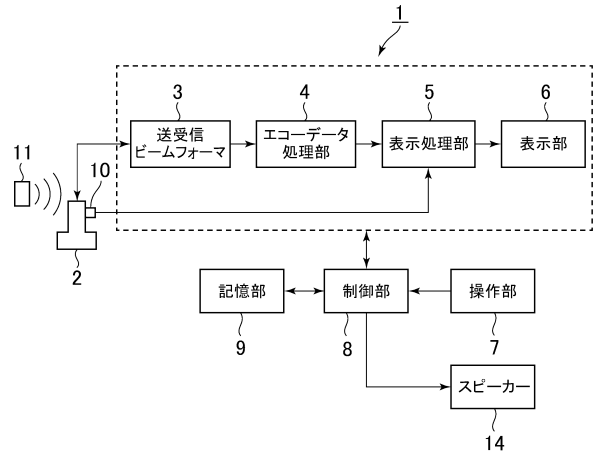 1
3
4
5
6
送受信
ビームフォーマ
エコーデータ
処理部
表示処理部
表示部
11
10
2
記憶部
制御部
操作部
9
8
7
スピーカー
14